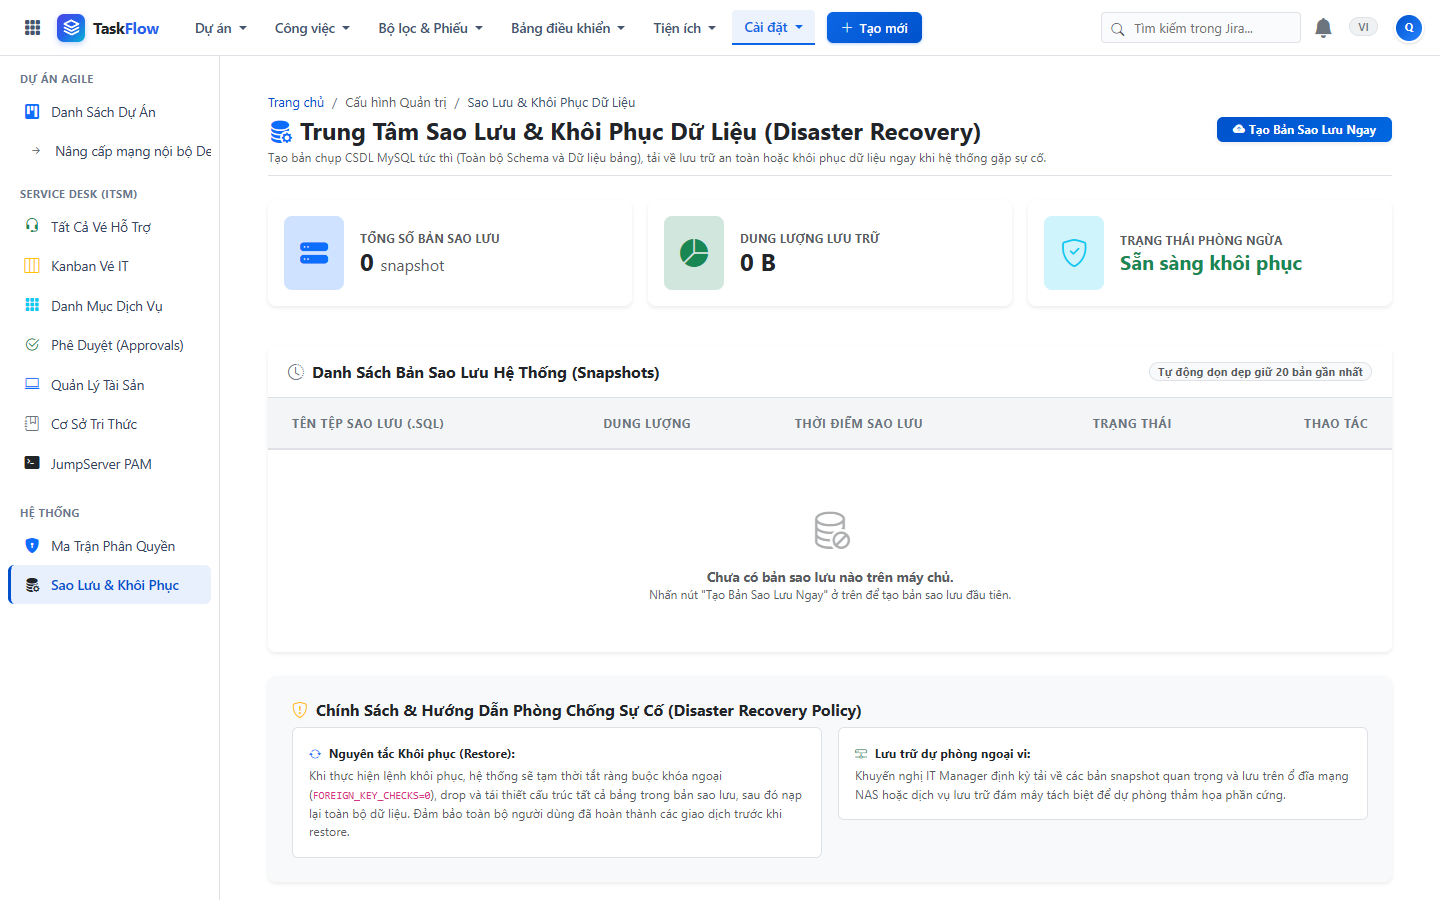 TaskFlow
Dự án
Công việc
Bộ lọc & Phiếu
Bảng điều khiển
Tiện ích
Cài đặt
+ Tạo mới
Tìm kiếm trong Jira...
VI
Q
DỰ ÁN AGILE
Danh Sách Dự Án
→ Nâng cấp mạng nội bộ De
SERVICE DESK (ITSM)
Tất Cả Vé Hỗ Trợ
Kanban Vé IT
Danh Mục Dịch Vụ
Phê Duyệt (Approvals)
Quản Lý Tài Sản
Cơ Sở Tri Thức
JumpServer PAM
HỆ THỐNG
Ma Trận Phân Quyền
Sao Lưu & Khôi Phục
Trang chủ / Cấu hình Quản trị / Sao Lưu & Khôi Phục Dữ Liệu
Trung Tâm Sao Lưu & Khôi Phục Dữ Liệu (Disaster Recovery)
Tạo bản chụp CSDL MySQL tức thì (Toàn bộ Schema và Dữ liệu bảng), tải về lưu trữ an toàn hoặc khôi phục dữ liệu ngay khi hệ thống gặp sự cố.
Tạo Bản Sao Lưu Ngay
TỔNG SỐ BẢN SAO LƯU
0 snapshot
DUNG LƯỢNG LƯU TRỮ
0 B
TRẠNG THÁI PHÒNG NGỪA
Sẵn sàng khôi phục
Danh Sách Bản Sao Lưu Hệ Thống (Snapshots)
Tự động dọn dẹp giữ 20 bản gần nhất
TÊN TỆP SAO LƯU (.SQL)
DUNG LƯỢNG
THỜI ĐIỂM SAO LƯU
TRẠNG THÁI
THAO TÁC
Chưa có bản sao lưu nào trên máy chủ.
Nhấn nút "Tạo Bản Sao Lưu Ngay" ở trên để tạo bản sao lưu đầu tiên.
Chính Sách & Hướng Dẫn Phòng Chống Sự Cố (Disaster Recovery Policy)
Nguyên tắc Khôi phục (Restore):
Khi thực hiện lệnh khôi phục, hệ thống sẽ tạm thời tắt ràng buộc khóa ngoại
(FOREIGN_KEY_CHECKS=0), drop và tái thiết cấu trúc tất cả bảng trong bản sao lưu, sau đó nạp
lại toàn bộ dữ liệu. Đảm bảo toàn bộ người dùng đã hoàn thành các giao dịch trước khi
restore.
Lưu trữ dự phòng ngoại vi:
Khuyến nghị IT Manager định kỳ tải về các bản snapshot quan trọng và lưu trên ổ đĩa mạng
NAS hoặc dịch vụ lưu trữ đám mây tách biệt để dự phòng thảm họa phần cứng.